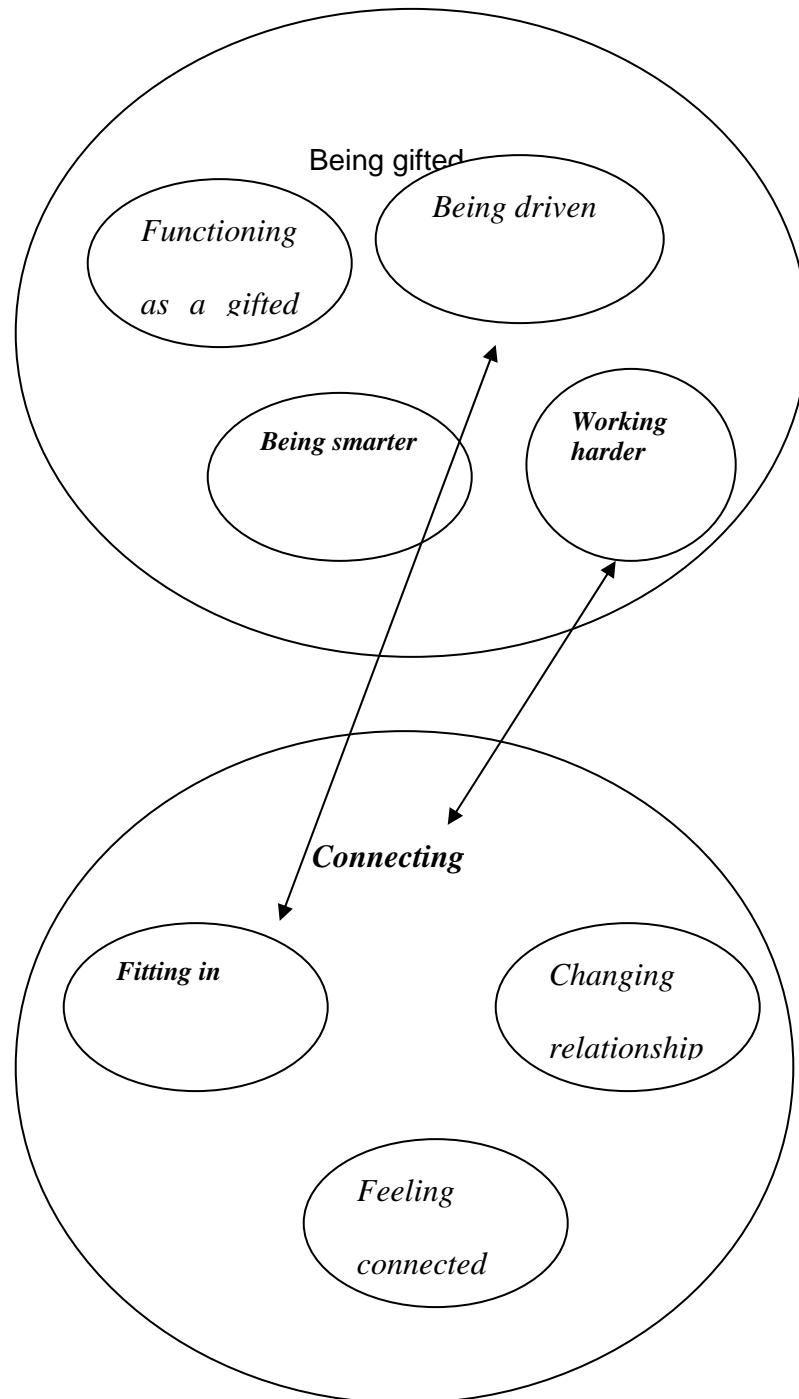 Being gifted
Being driven
Functioning
as a gifted
Being smarter
Working
harder
Connecting
Fitting in
Changing
relationship
Feeling
connected